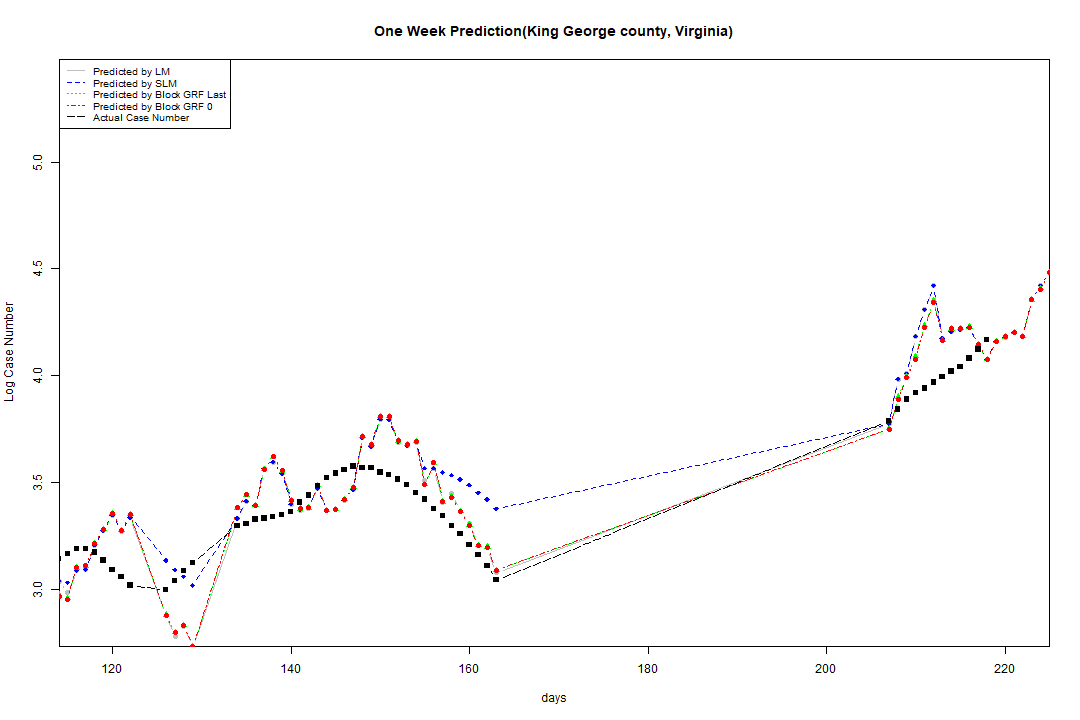 One Week Prediction(King George county, Virginia)
Predicted by LM
Predicted by SLM
Predicted by Block GRF Last
Predicted by Block GRF 0
Actual Case Number
5.0
4.5
4.0
3.5
3.0
Log Case Number
120 140 160 180 200 220
days